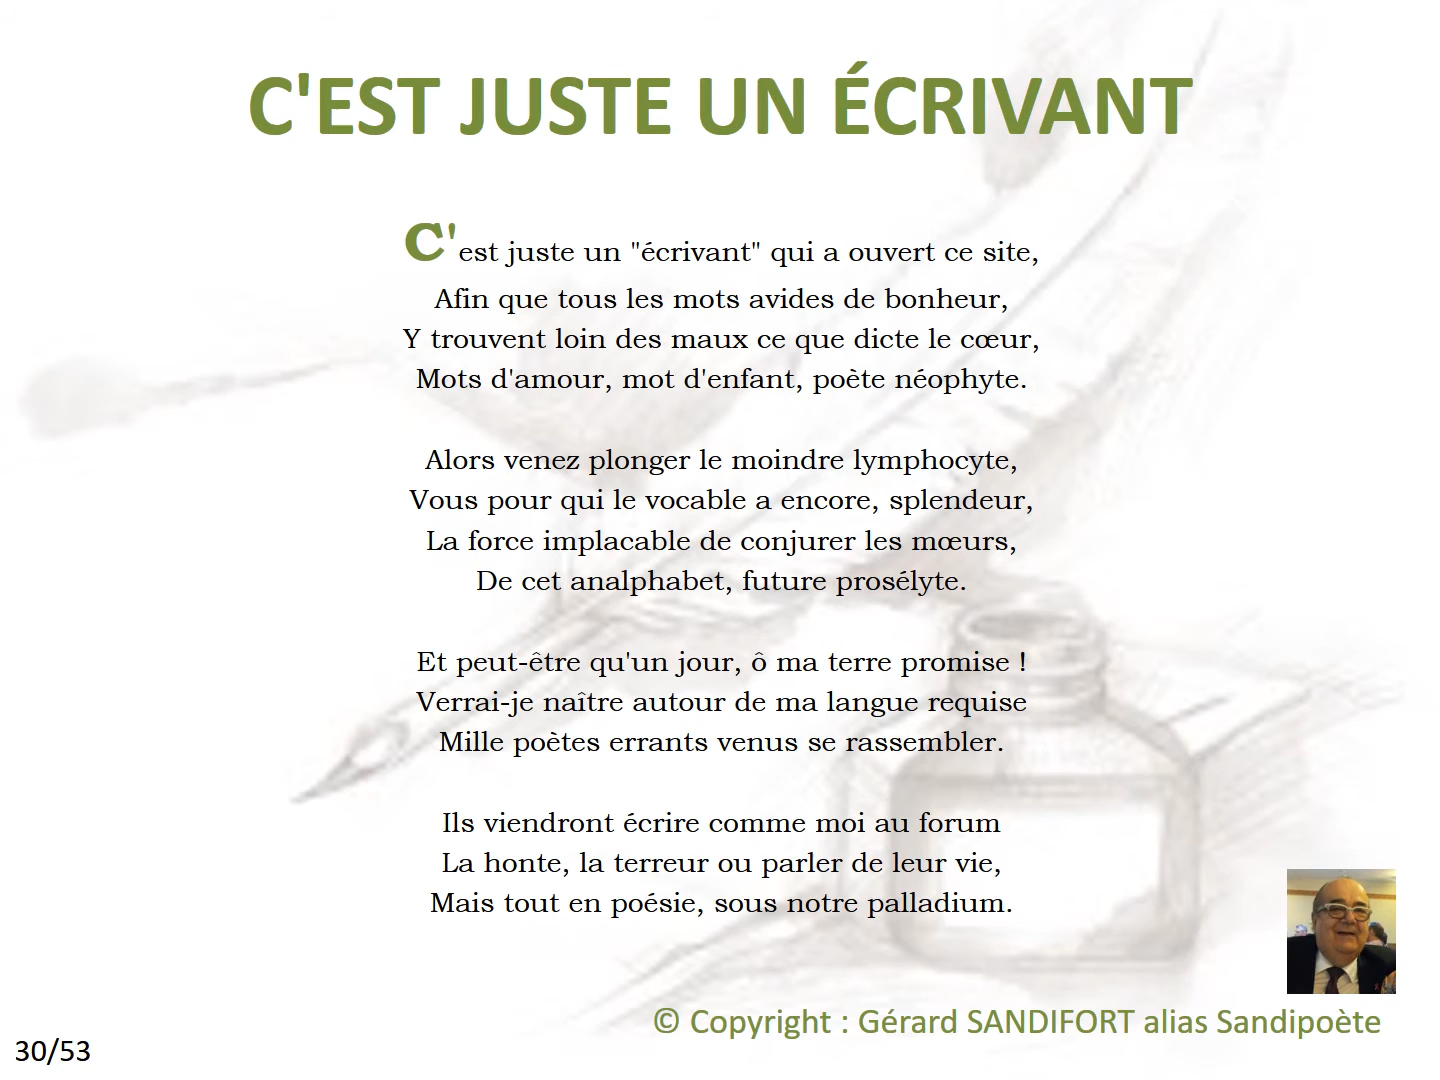 C'EST JUSTE UN ÉCRIVANT
C'est juste un "écrivant" qui a ouvert ce site,
Afin que tous les mots avides de bonheur,
Y trouvent loin des maux ce que dicte le cœur,
Mots d'amour, mot d'enfant, poète néophyte.
Alors venez plonger le moindre lymphocyte,
Vous pour qui le vocable a encore, splendeur,
La force implacable de conjurer les mœurs,
De cet analphabet, future prosélyte.
Et peut-être qu'un jour, ô ma terre promise !
Verrai-je naître autour de ma langue requise
Mille poètes errants venus se rassembler.
Ils viendront écrire comme moi au forum
La honte, la terreur ou parler de leur vie,
Mais tout en poésie, sous notre palladium.
© Copyright : Gérard SANDIFORT alias Sandipoète
30/53